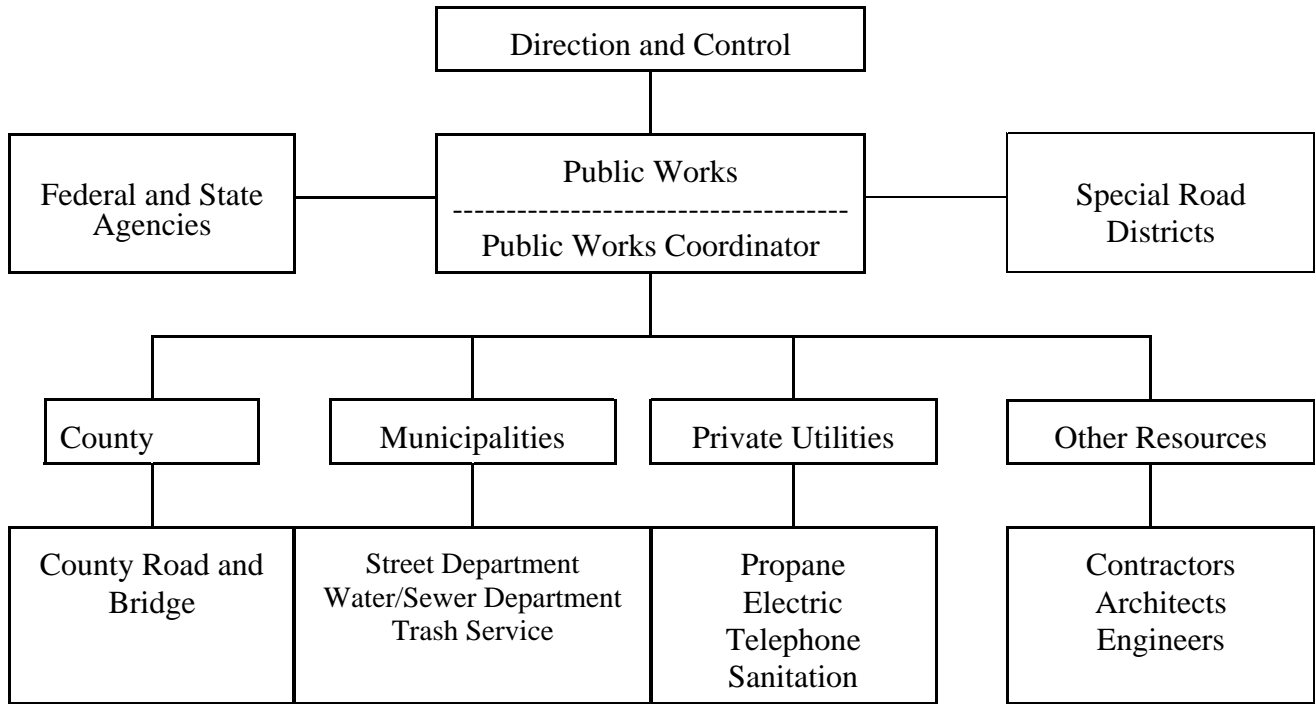 Direction and Control
Federal and State
Agencies
Public Works
-------------------------------------
Public Works Coordinator
Special Road
Districts
County
Municipalities
Private Utilities
Other Resources
County Road and
Bridge
Street Department
Water/Sewer Department
Trash Service
Propane
Electric
Telephone
Sanitation
Contractors
Architects
Engineers